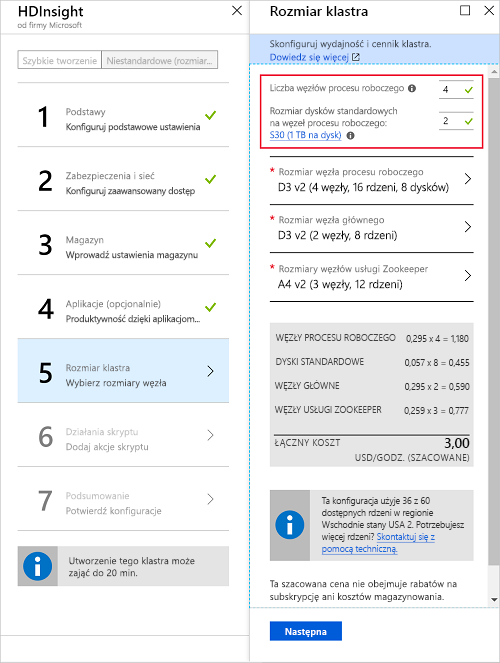 HDInsight
od firmy Microsoft
Szybkie tworzenie
Niestandardowe (rozmiar...
1
Podstawy
Konfiguruj podstawowe ustawienia
2
Zabezpieczenia i sieć
Konfiguruj zaawansowany dostęp
3
Magazyn
Wprowadź ustawienia magazynu
4
Aplikacje (opcjonalnie)
Produktywność dzięki aplikacjom...
5
Rozmiar klastra
Wybierz rozmiary węzła
6
Działania skryptu
Dodaj akcje skryptu
7
Podsumowanie
Potwierdź konfiguracje
Utworzenie tego klastra może
zająć do 20 min.
Rozmiar klastra
Skonfiguruj wydajność i cennik klastra.
Dowiedz się więcej
Liczba węzłów procesu roboczego
4
Rozmiar dysków standardowych
na węzeł procesu roboczego:
S30 (1 TB na dysk)
2
* Rozmiar węzła procesu roboczego
D3 v2 (4 węzły, 16 rdzeni, 8 dysków)
* Rozmiar węzła głównego
D3 v2 (2 węzły, 8 rdzeni)
* Rozmiary węzłów usługi Zookeeper
A4 v2 (3 węzły, 12 rdzeni)
WĘZŁY PROCESU ROBOCZEGO 0,295 x 4 = 1,180
DYSKI STANDARDOWE 0,057 x 8 = 0,455
WĘZŁY GŁÓWNE 0,295 x 2 = 0,590
WĘZŁY USŁUGI ZOOKEEPER 0,259 x 3 = 0,777
ŁĄCZNY KOSZT 3,00
USD/GODZ. (SZACOWANE)
Ta konfiguracja użyje 36 z 60
dostępnych rdzeni w regionie
Wschodnie stany USA 2. Potrzebujesz
więcej rdzeni? Skontaktuj się z
pomocą techniczną.
Ta szacowana cena nie obejmuje rabatów na
subskrypcję ani kosztów magazynowania.
Następna